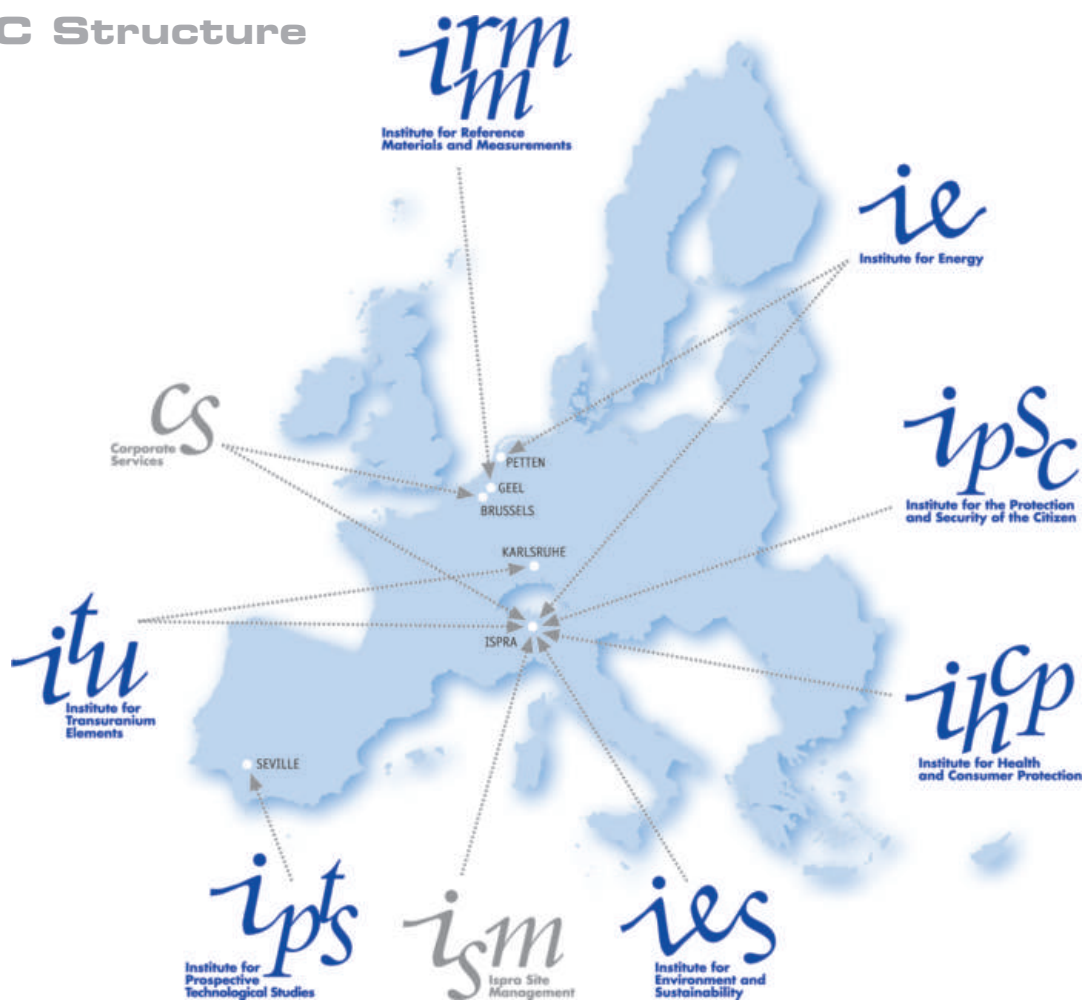 C Structure
irm
m
Institute for Reference
Materials and Measurements
ie
Institute for Energy
cs
Corporate
Services
ipsc
Institute for the Protection
and Security of the Citizen
PETTEN
GEEL
BRUSSELS
KARLSRUHE
ISPRA
itu
Institute for
Transuranium
Elements
ihcp
Institute for Health
and Consumer Protection
SEVILLE
ipts
Institute for
Prospective
Technological Studies
ism
Ispra Site
Management
ies
Institute for
Environment and
Sustainability